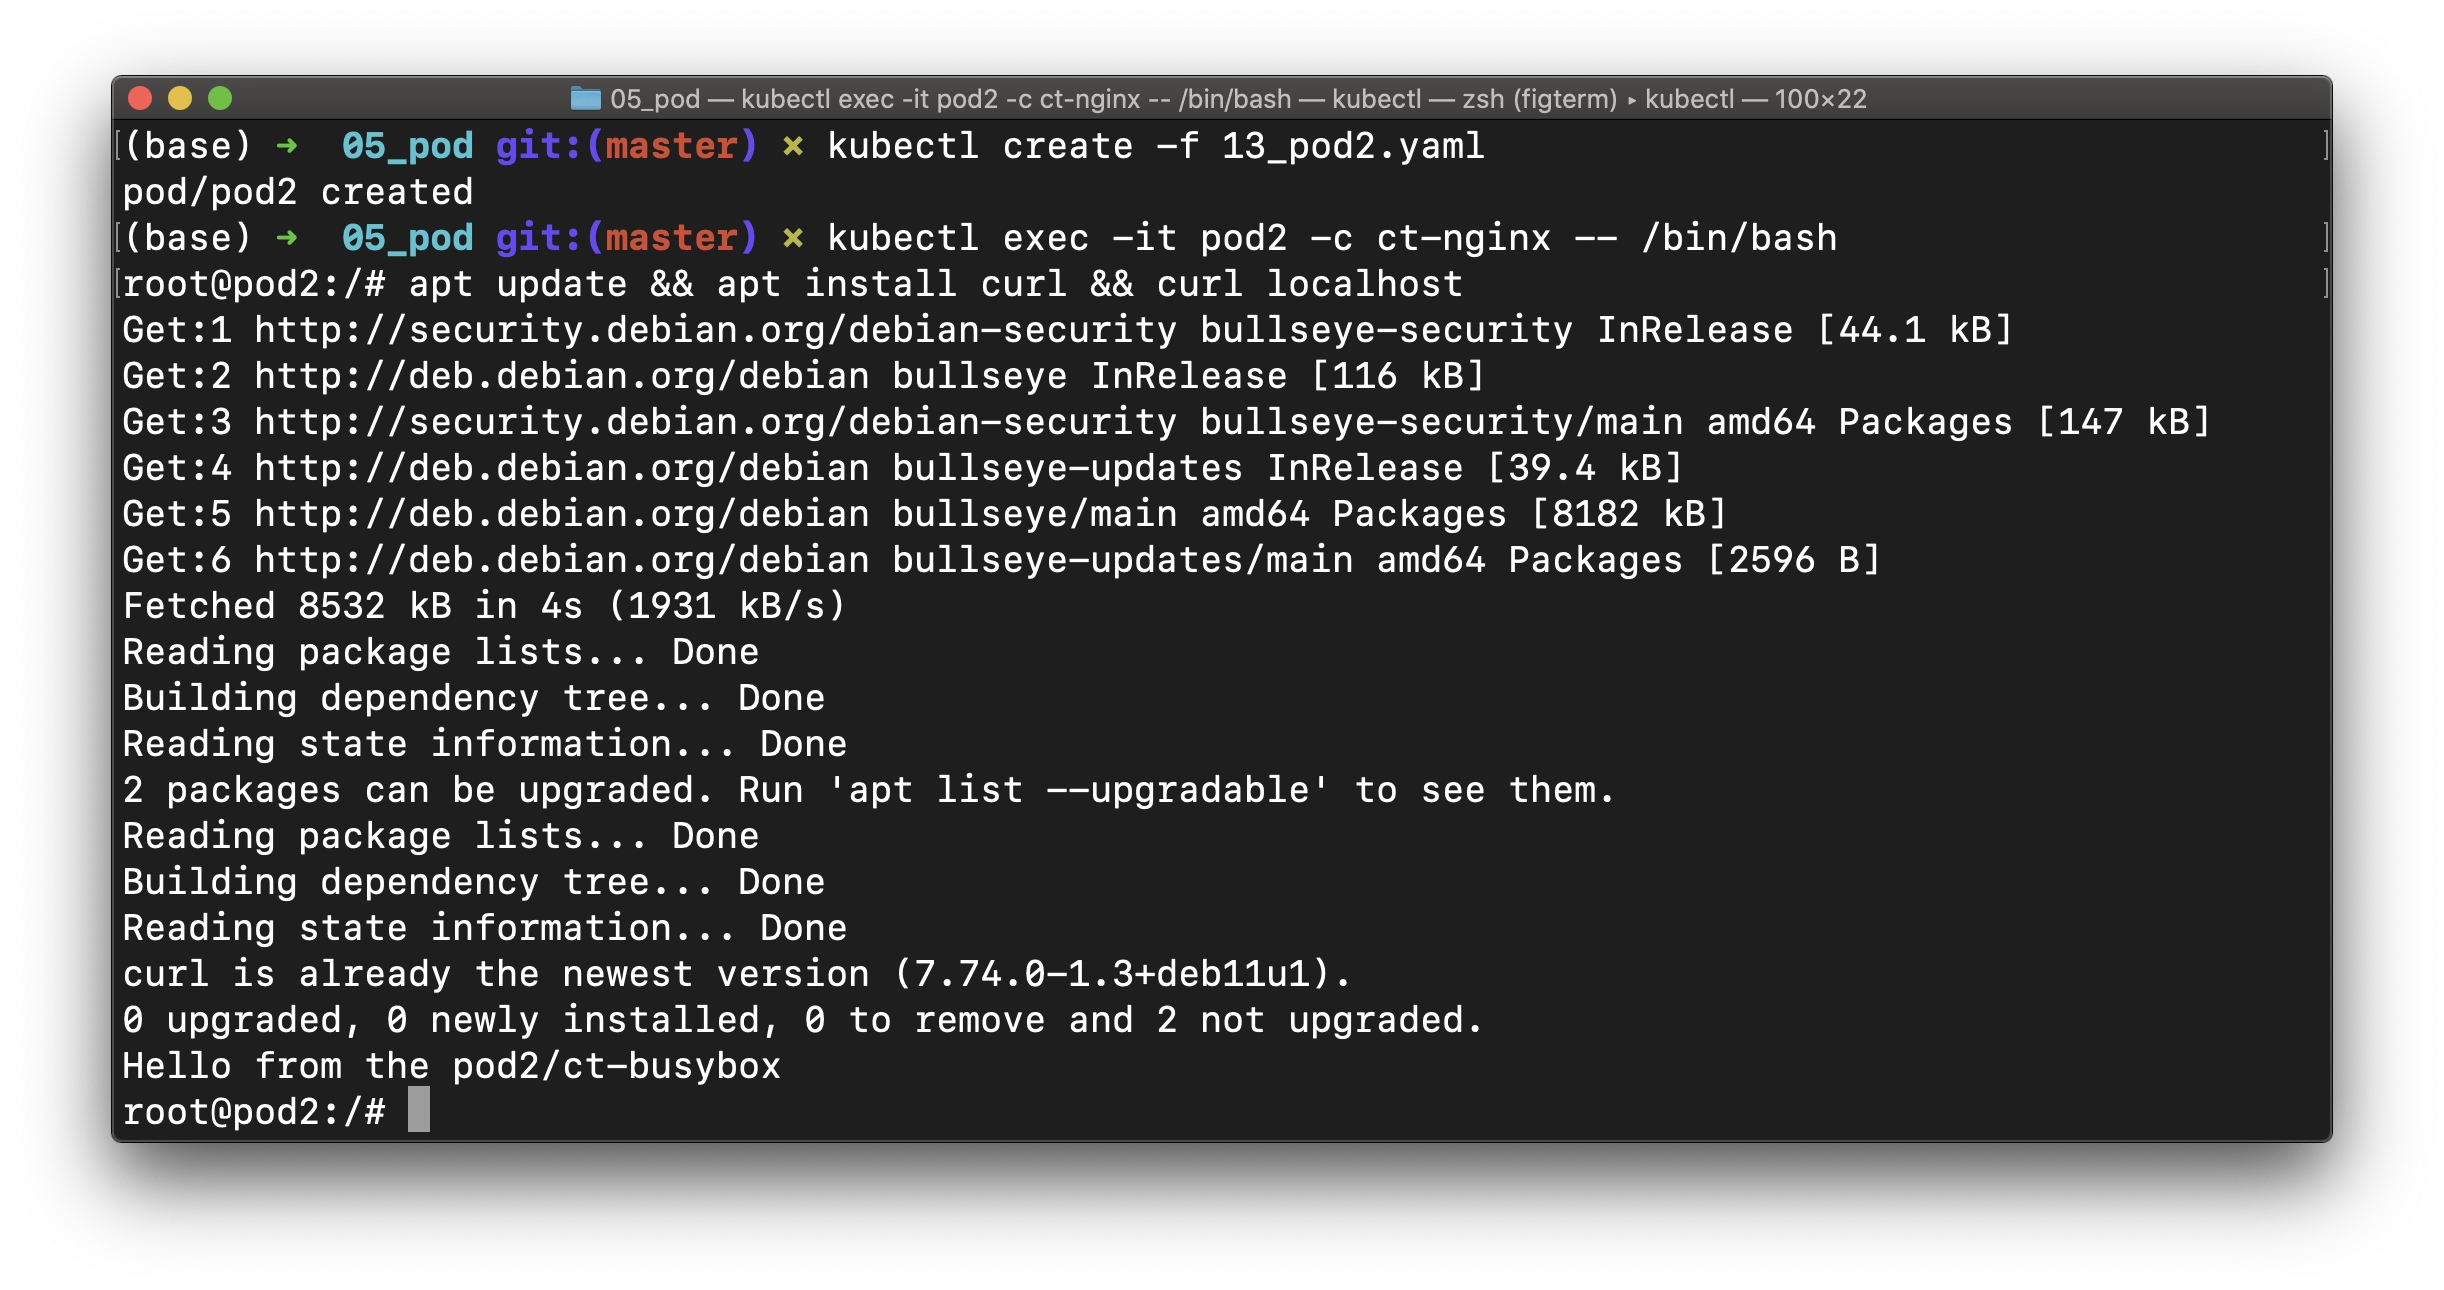 05_pod — kubectl exec -it pod2 -c ct-nginx -- /bin/bash — kubectl — zsh (figterm) ▸ kubectl — 100×22
(base) ➜  05_pod git:(master) ✗ kubectl create -f 13_pod2.yaml
pod/pod2 created
(base) ➜  05_pod git:(master) ✗ kubectl exec -it pod2 -c ct-nginx -- /bin/bash
root@pod2:/# apt update && apt install curl && curl localhost
Get:1 http://security.debian.org/debian-security bullseye-security InRelease [44.1 kB]
Get:2 http://deb.debian.org/debian bullseye InRelease [116 kB]
Get:3 http://security.debian.org/debian-security bullseye-security/main amd64 Packages [147 kB]
Get:4 http://deb.debian.org/debian bullseye-updates InRelease [39.4 kB]
Get:5 http://deb.debian.org/debian bullseye/main amd64 Packages [8182 kB]
Get:6 http://deb.debian.org/debian bullseye-updates/main amd64 Packages [2596 B]
Fetched 8532 kB in 4s (1931 kB/s)
Reading package lists... Done
Building dependency tree... Done
Reading state information... Done
2 packages can be upgraded. Run 'apt list --upgradable' to see them.
Reading package lists... Done
Building dependency tree... Done
Reading state information... Done
curl is already the newest version (7.74.0-1.3+deb11u1).
0 upgraded, 0 newly installed, 0 to remove and 2 not upgraded.
Hello from the pod2/ct-busybox
root@pod2:/#